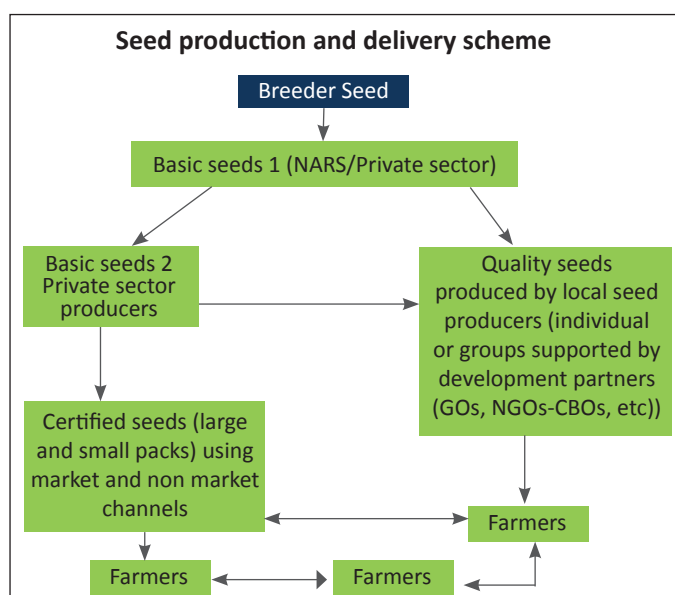 Seed production and delivery scheme
Breeder Seed
Basic seeds 1 (NARS/Private sector)
Basic seeds 2
Private sector
producers
Quality seeds
produced by local seed
producers (individual
or groups supported by
development partners
(GOs, NGOs-CBOs, etc))
Certified seeds (large
and small packs) using
market and non market
channels
Farmers
Farmers
Farmers